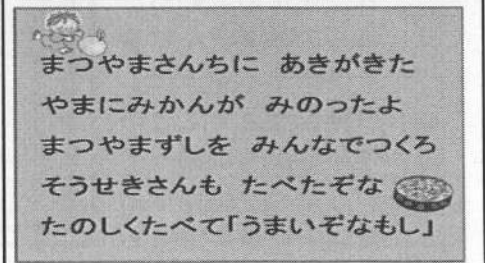 まつやまさんちに あきがきた
やまにみかんが みのったよ
まつやまずしを みんなでつくろ
そうせきさんも たべたぞな
たのしくたべて「うまいぞなもし」